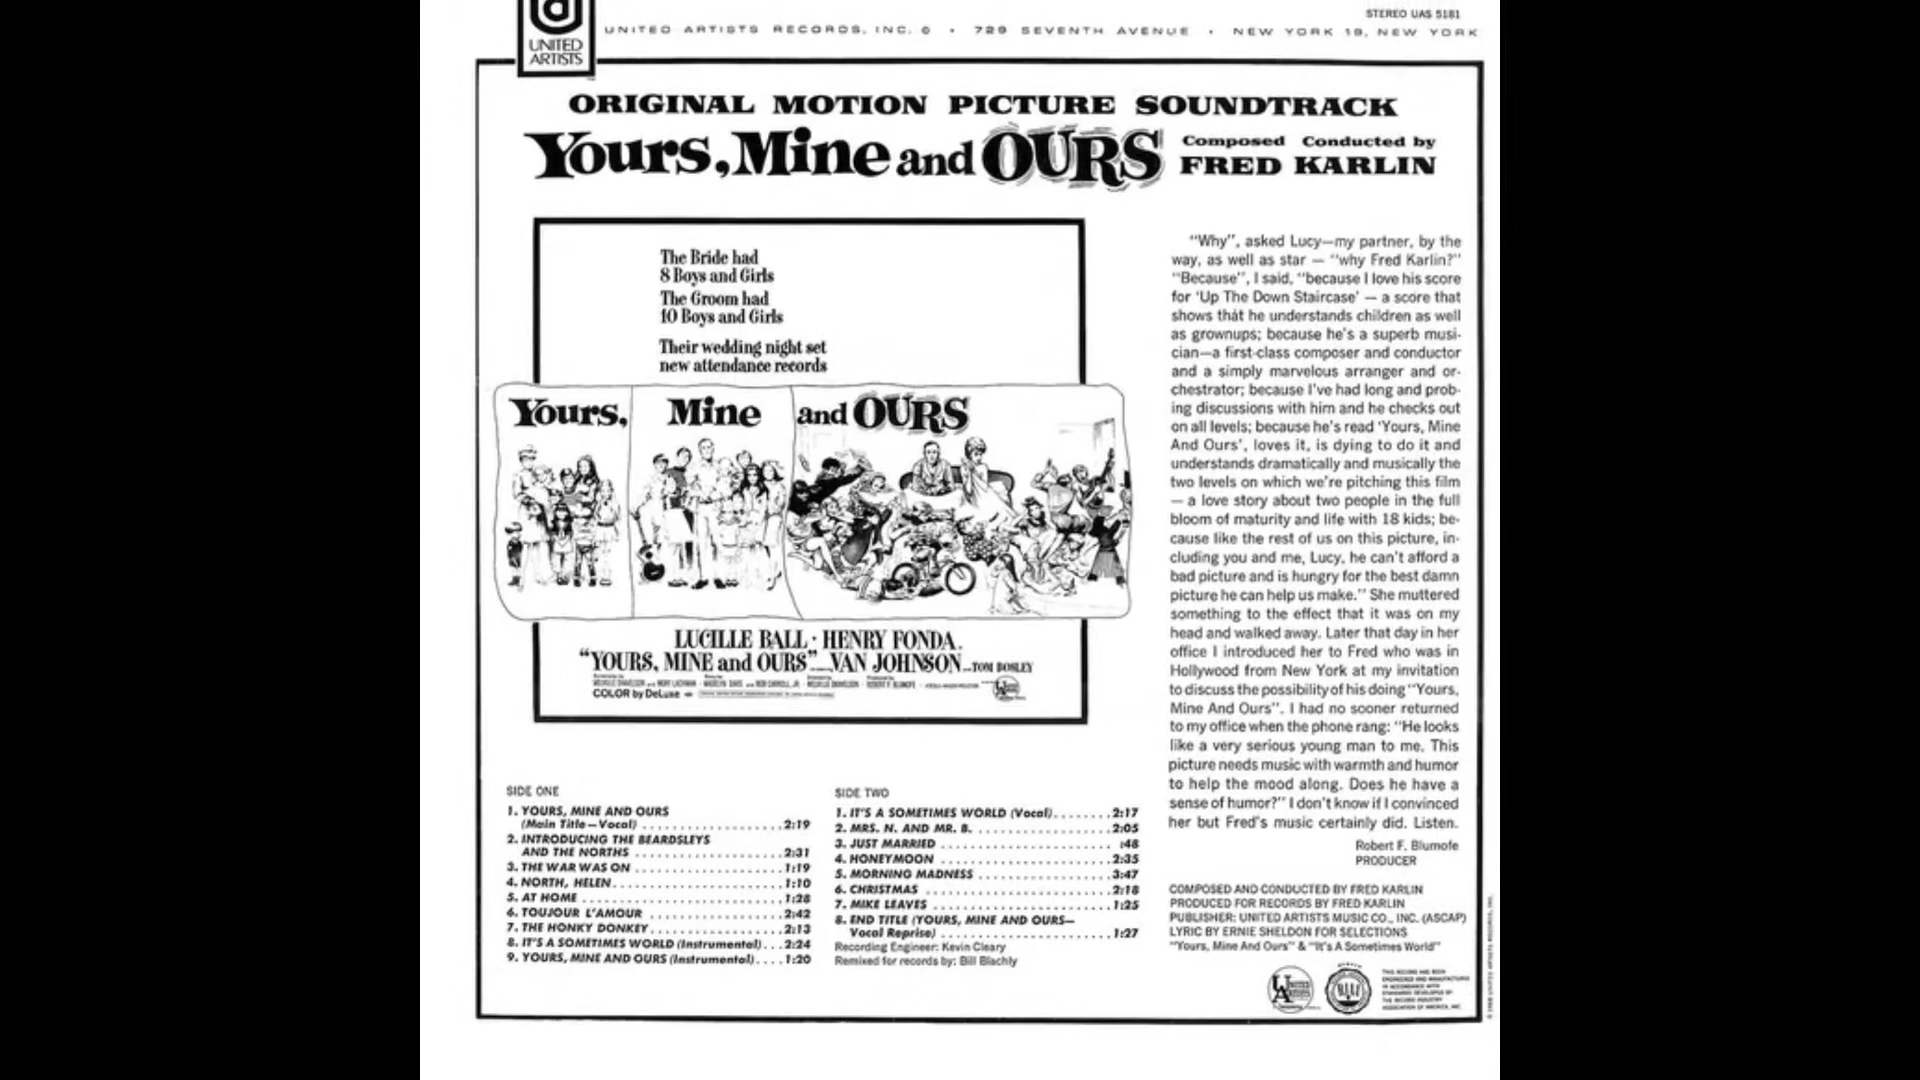 UNITED ARTISTS
UNITED ARTISTS RECORDS, INC. © • 729 SEVENTH AVENUE • NEW YORK 19, NEW YORK
STEREO UAS 5181
ORIGINAL MOTION PICTURE SOUNDTRACK
Yours, Mine and OURS
Composed Conducted by
FRED KARLIN
The Bride had
8 Boys and Girls
The Groom had
10 Boys and Girls
Their wedding night set
new attendance records
Yours, Mine and OURS
LUCILLE BALL · HENRY FONDA
"YOURS, MINE and OURS" VAN JOHNSON TOM BOSLEY
COLOR by DeLuxe
SIDE ONE
1. YOURS, MINE AND OURS
(Main Title—Vocal) 2:19
2. INTRODUCING THE BEARDSLEYS
AND THE NORTHS 2:31
3. THE WAR WAS ON 1:19
4. NORTH, HELEN 1:10
5. AT HOME 1:28
6. TOUJOUR L'AMOUR 2:42
7. THE HONKY DONKEY 2:13
8. IT'S A SOMETIMES WORLD (Instrumental) 2:24
9. YOURS, MINE AND OURS (Instrumental) 1:20
SIDE TWO
1. IT'S A SOMETIMES WORLD (Vocal) 2:17
2. MRS. N. AND MR. B. 2:05
3. JUST MARRIED :48
4. HONEYMOON 2:35
5. MORNING MADNESS 3:47
6. CHRISTMAS 2:18
7. MIKE LEAVES 1:25
8. END TITLE (YOURS, MINE AND OURS—
Vocal Reprise) 1:27
Recording Engineer: Kevin Cleary
Remixed for records by: Bill Blachly
"Why", asked Lucy—my partner, by the
way, as well as star — "why Fred Karlin?"
"Because", I said, "because I love his score
for 'Up The Down Staircase' — a score that
shows that he understands children as well
as grownups; because he's a superb musi-
cian—a first-class composer and conductor
and a simply marvelous arranger and or-
chestrator; because I've had long and prob-
ing discussions with him and he checks out
on all levels; because he's read 'Yours, Mine
And Ours', loves it, is dying to do it and
understands dramatically and musically the
two levels on which we're pitching this film
— a love story about two people in the full
bloom of maturity and life with 18 kids; be-
cause like the rest of us on this picture, in-
cluding you and me, Lucy, he can't afford a
bad picture and is hungry for the best damn
picture he can help us make." She muttered
something to the effect that it was on my
head and walked away. Later that day in her
office I introduced her to Fred who was in
Hollywood from New York at my invitation
to discuss the possibility of his doing "Yours,
Mine And Ours". I had no sooner returned
to my office when the phone rang: "He looks
like a very serious young man to me. This
picture needs music with warmth and humor
to help the mood along. Does he have a
sense of humor?" I don't know if I convinced
her but Fred's music certainly did. Listen.
Robert F. Blumofe
PRODUCER
COMPOSED AND CONDUCTED BY FRED KARLIN
PRODUCED FOR RECORDS BY FRED KARLIN
PUBLISHER: UNITED ARTISTS MUSIC CO., INC. (ASCAP)
LYRIC BY ERNIE SHELDON FOR SELECTIONS
"Yours, Mine And Ours" & "It's A Sometimes World"
UNITED ARTISTS
RIAA
THIS RECORD HAS BEEN
ENGINEERED AND MANUFACTURED
IN ACCORDANCE WITH
STANDARDS DEVELOPED BY
THE RECORD INDUSTRY
ASSOCIATION OF AMERICA, INC.